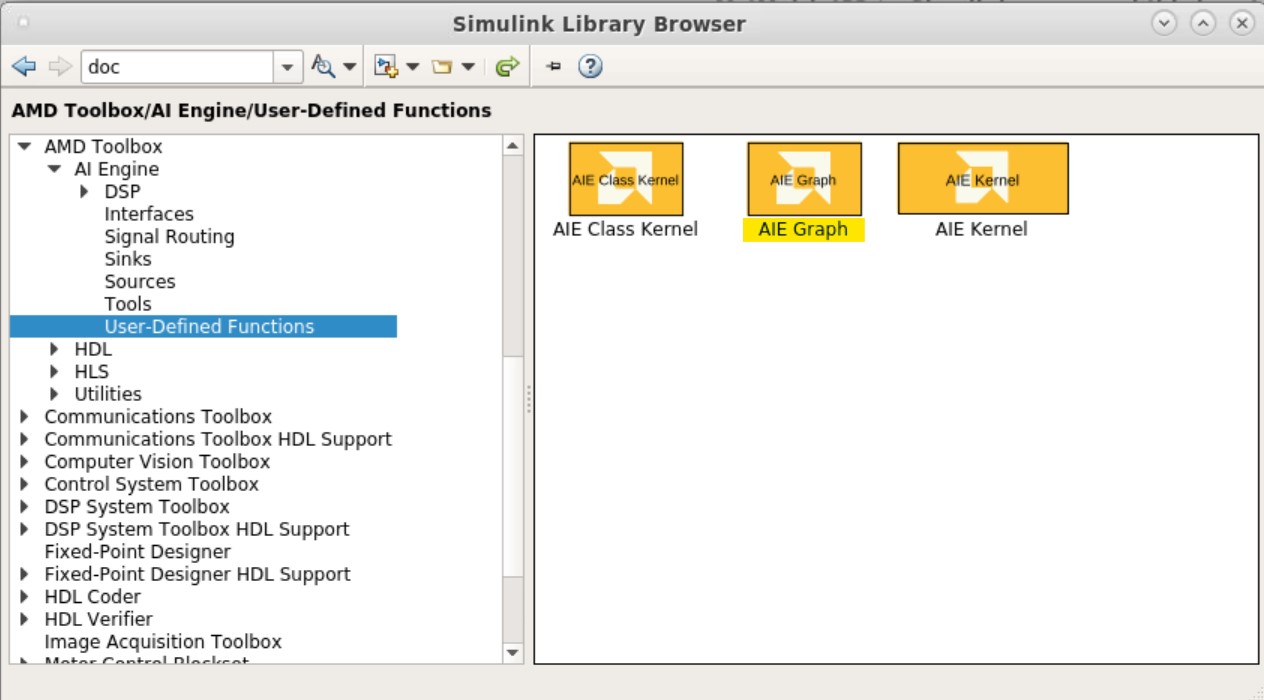 Simulink Library Browser
doc
AMD Toolbox/AI Engine/User-Defined Functions
AMD Toolbox
AI Engine
DSP
Interfaces
Signal Routing
Sinks
Sources
Tools
User-Defined Functions
HDL
HLS
Utilities
Communications Toolbox
Communications Toolbox HDL Support
Computer Vision Toolbox
Control System Toolbox
DSP System Toolbox
DSP System Toolbox HDL Support
Fixed-Point Designer
Fixed-Point Designer HDL Support
HDL Coder
HDL Verifier
Image Acquisition Toolbox
Motor Control Blockset
AIE Class Kernel
AIE Graph
AIE Kernel
AIE Class Kernel
AIE Graph
AIE Kernel